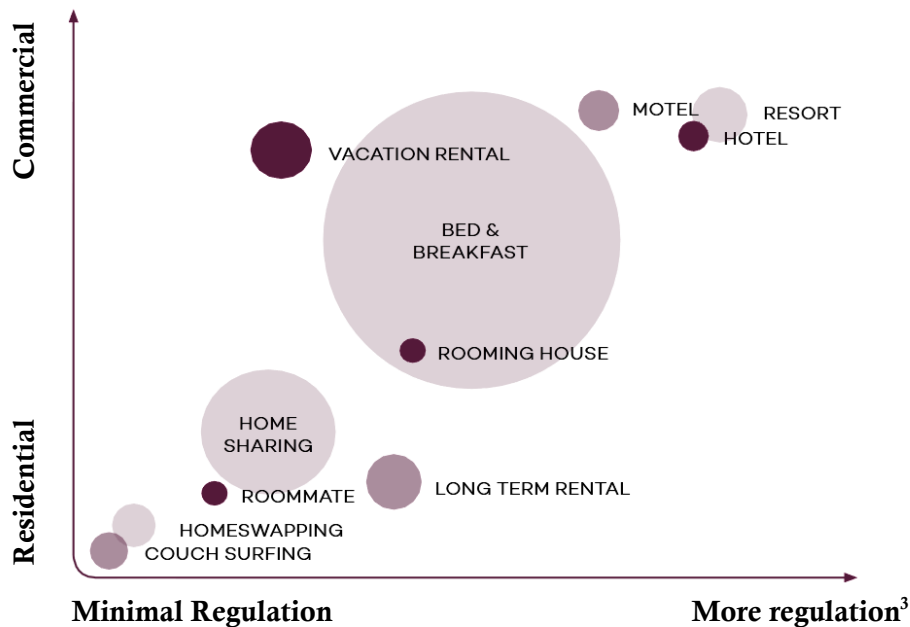 Commercial
MOTEL
RESORT
HOTEL
VACATION RENTAL
BED &
BREAKFAST
ROOMING HOUSE
HOME
SHARING
Residential
LONG TERM RENTAL
ROOMMATE
HOMESWAPPING
COUCH SURFING
Minimal Regulation
More regulation³